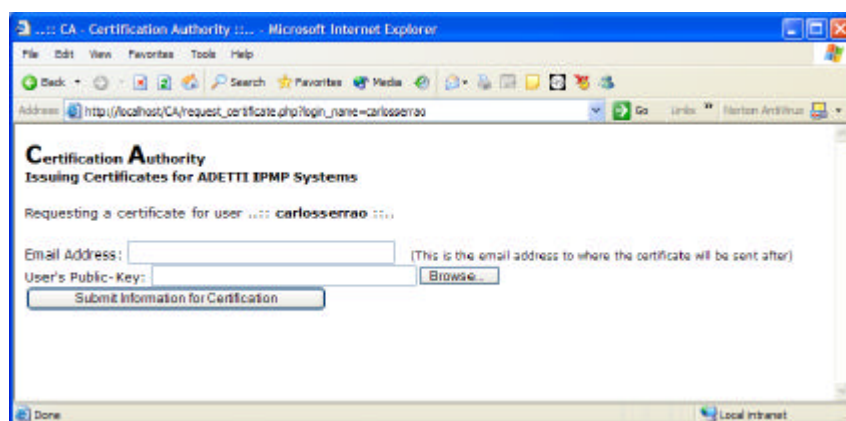 ..:: CA - Certification Authority ::.. - Microsoft Internet Explorer
File Edit View Favorites Tools Help
Back Search Favorites Media
Address http://localhost/CA/request_certificate.php?login_name=carlosserrao Go Links » Norton AntiVirus
Certification Authority
Issuing Certificates for ADETTI IPMP Systems
Requesting a certificate for user ..:: carlosserrao ::..
Email Address: (This is the email address to where the certificate will be sent after)
User's Public-Key: Browse...
Submit Information for Certification
Done Local intranet